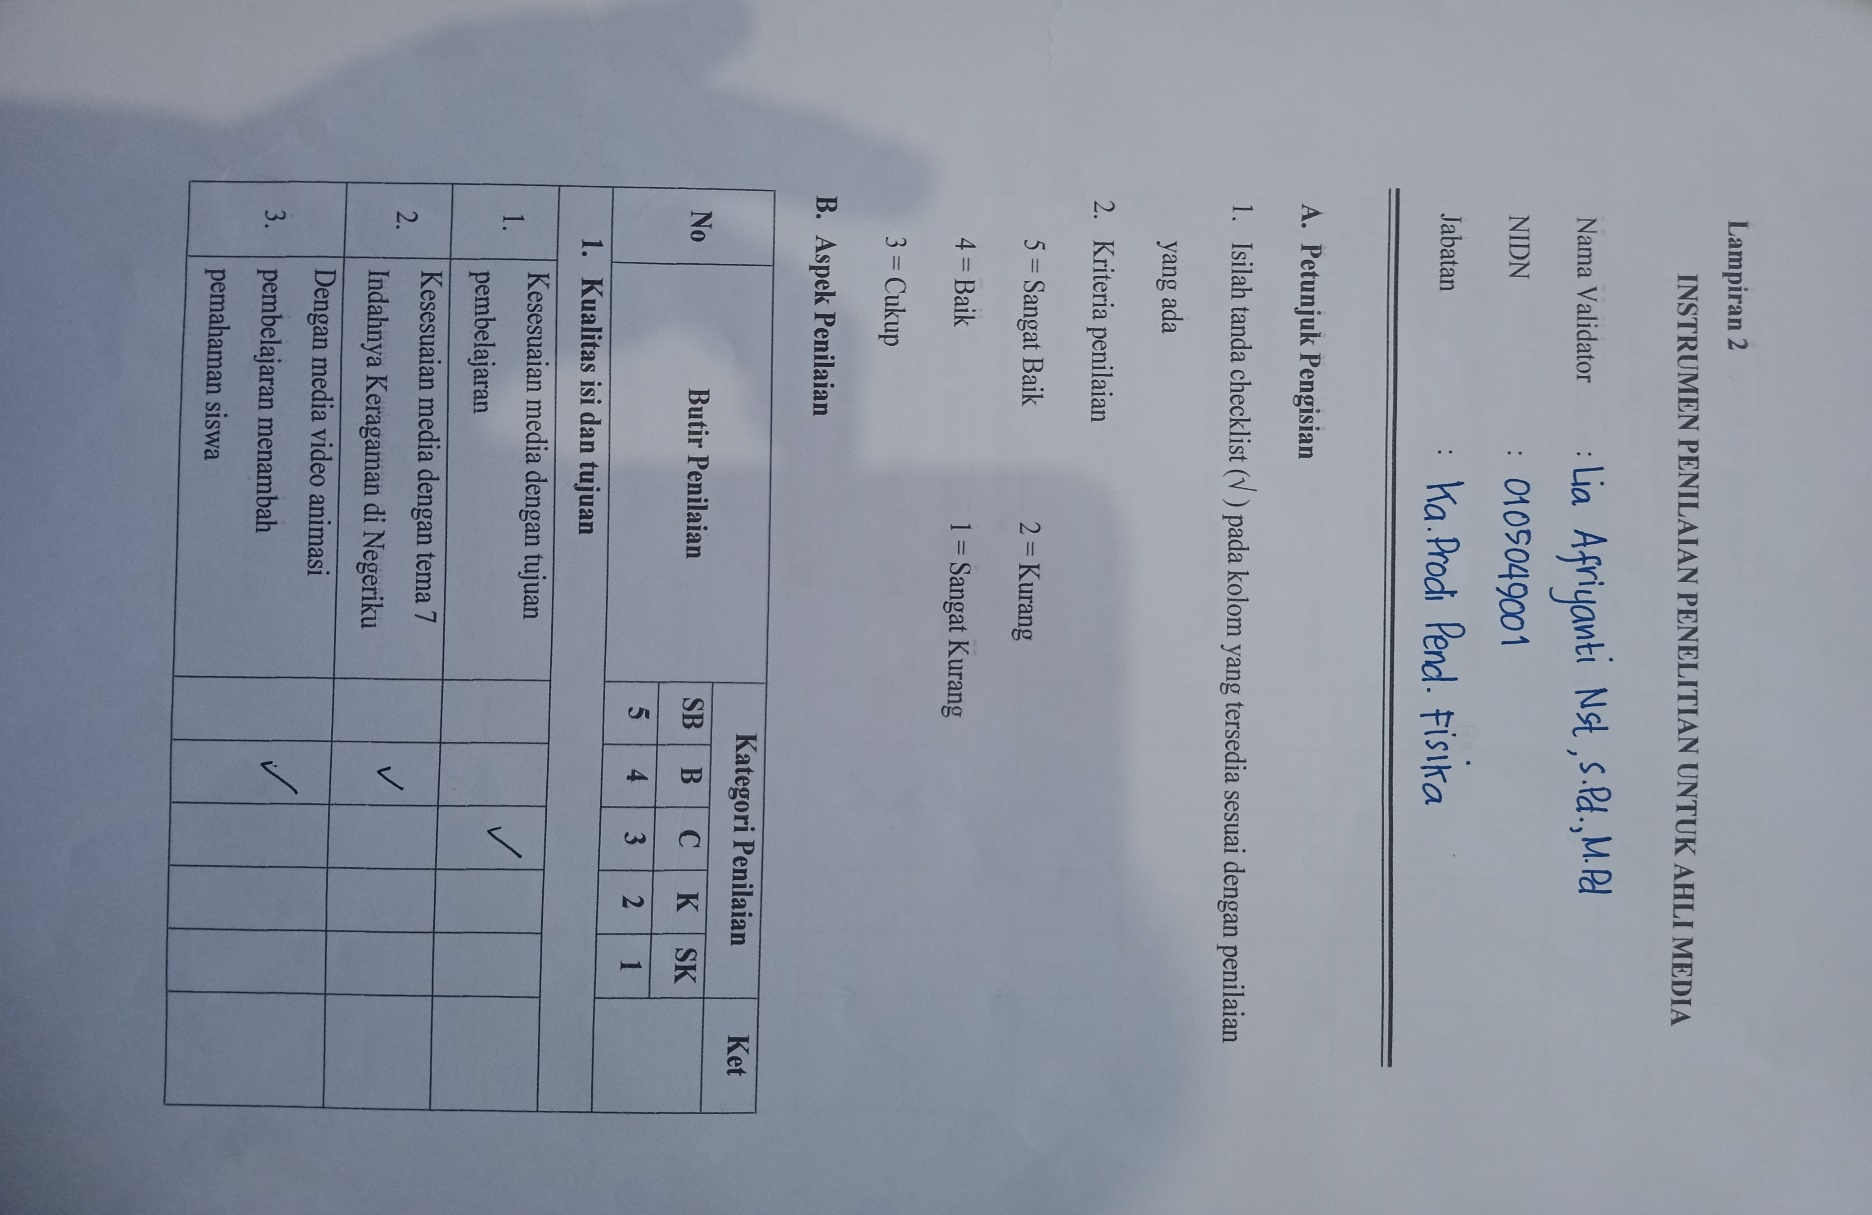 Lampiran 2
INSTRUMEN PENILAIAN PENELITIAN UNTUK AHLI MEDIA
Nama Validator : Lia Afriyanti Nst, S.Pd., M.Pd
NIDN : 0105049001
Jabatan : Ka. Prodi Pend. Fisika
A. Petunjuk Pengisian
1. Isilah tanda checklist (√ ) pada kolom yang tersedia sesuai dengan penilaian
yang ada
2. Kriteria penilaian
5 = Sangat Baik 2 = Kurang
4 = Baik 1 = Sangat Kurang
3 = Cukup
B. Aspek Penilaian
No Butir Penilaian Kategori Penilaian Ket
SB B C K SK
5 4 3 2 1
1. Kualitas isi dan tujuan
1. Kesesuaian media dengan tujuan
pembelajaran ✓
2. Kesesuaian media dengan tema 7
Indahnya Keragaman di Negeriku ✓
Dengan media video animasi
3. pembelajaran menambah ✓
pemahaman siswa